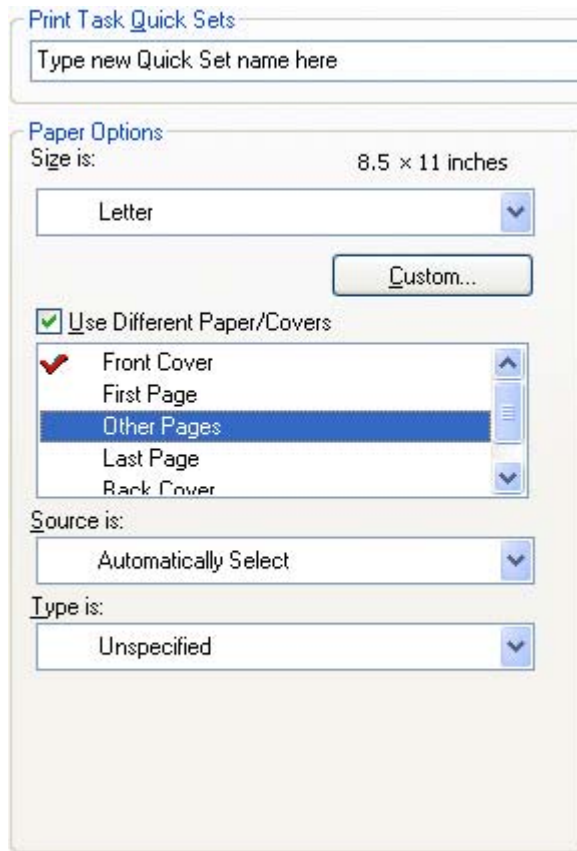 Print Task Quick Sets
Type new Quick Set name here
Paper Options
Size is: 8.5 × 11 inches
Letter
Custom...
Use Different Paper/Covers
Front Cover
First Page
Other Pages
Last Page
Back Cover
Source is:
Automatically Select
Type is:
Unspecified